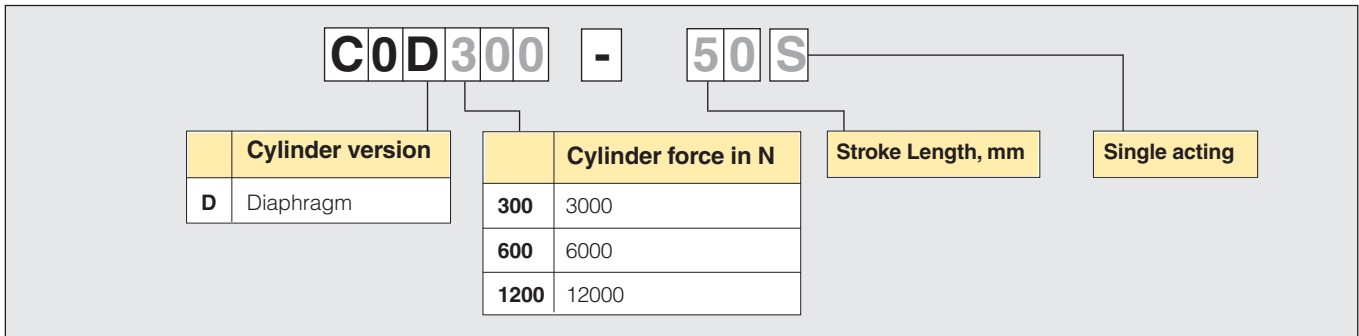 C0D300 - 50S
Cylinder version
D Diaphragm
Cylinder force in N
300 3000
600 6000
1200 12000
Stroke Length, mm
Single acting